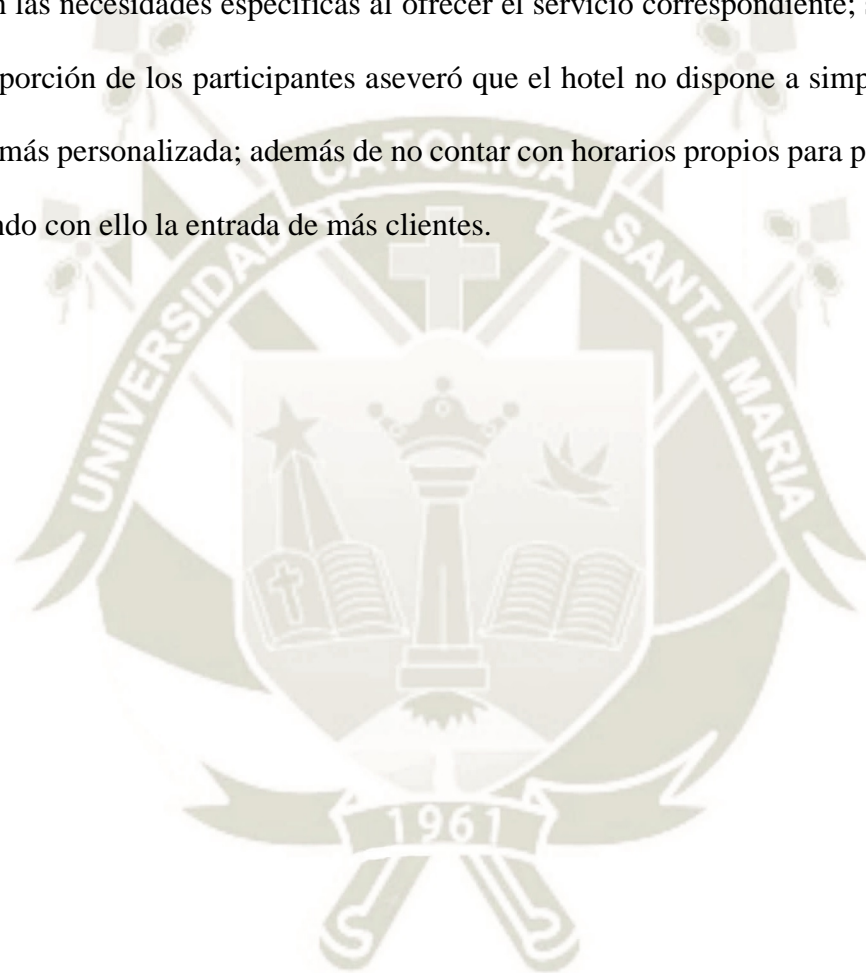 las necesidades específicas al ofrecer el servicio correspondiente;
porción de los participantes aseveró que el hotel no dispone a
más personalizada; además de no contar con horarios propios para
ndo con ello la entrada de más clientes.
UNIVERSIDAD CATOLICA SANTA MARIA
1961